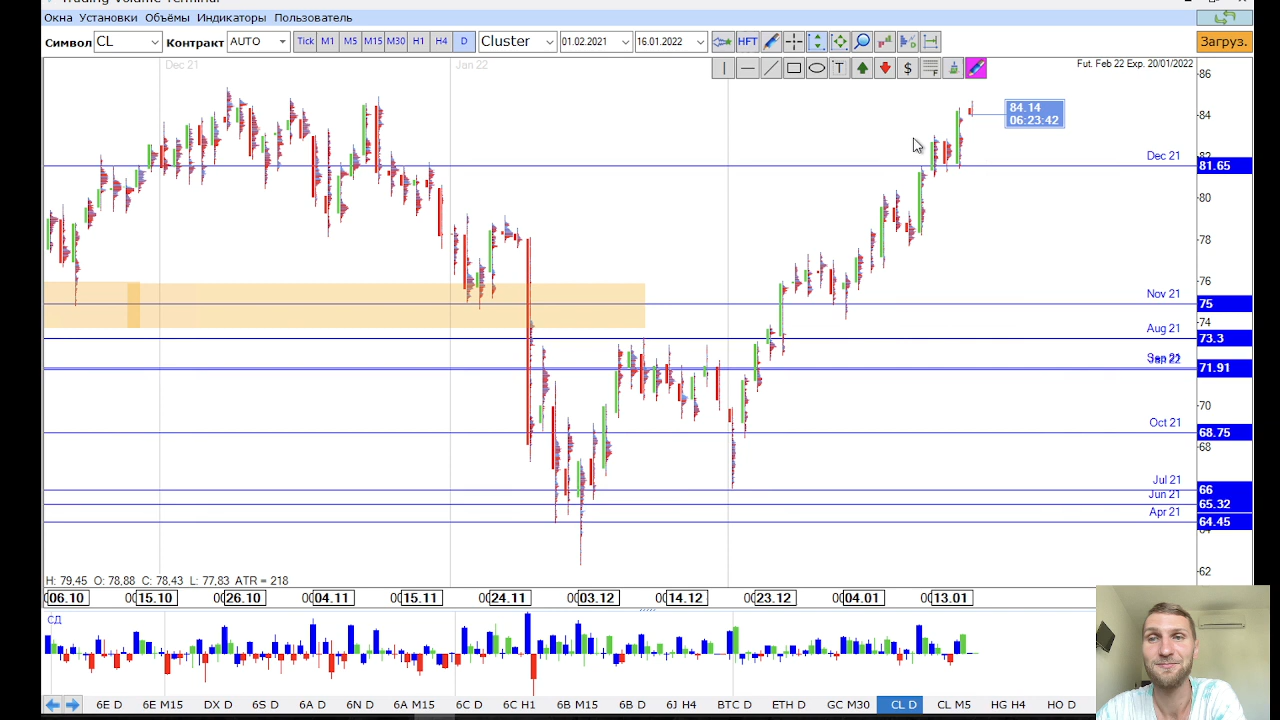 Trading Volume Terminal
Окна Установки Объёмы Индикаторы Пользователь
Символ CL Контракт AUTO Tick M1 M5 M15 M30 H1 H4 D Cluster 01.02.2021 16.01.2022 HFT Загруз.
T $ F
Dec 21 Jan 22 Fut. Feb 22 Exp. 20/01/2022
86
84.14
06:23:42
84
82
Dec 21 81.65
80
78
76
Nov 21 75
74
Aug 21 73.3
Sep 21 71.91
70
Oct 21 68.75
68
Jul 21 66
Jun 21 65.32
Apr 21 64.45
62
H: 79,45 O: 78,88 C: 78,43 L: 77,83 ATR = 218
06.10 15.10 26.10 04.11 15.11 24.11 03.12 14.12 23.12 04.01 13.01
СД
6E D 6E M15 DX D 6S D 6A D 6N D 6A M15 6C D 6C H1 6B M15 6B D 6J H4 BTC D ETH D GC M30 CL D CL M5 HG H4 HO D